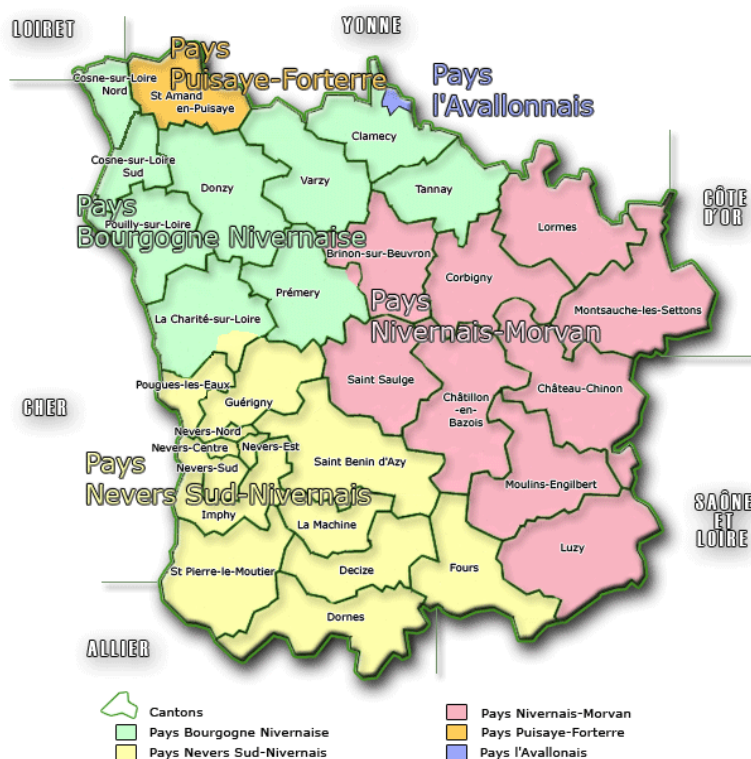 LOIRET
YONNE
Pays
Puisaye-Forterre
Pays
l'Avallonnais
Cosne-sur-Loire
Nord
St Amand
en-Puisaye
Clamecy
Cosne-sur-Loire
Sud
Donzy
Varzy
Tannay
CÔTE
D'OR
Pays
Bourgogne Nivernaise
Pouilly-sur-Loire
Lormes
Brinon-sur-Beuvron
Corbigny
Prémery
Pays
Nivernais-Morvan
Montsauche-les-Settons
La Charité-sur-Loire
Saint Saulge
Château-Chinon
Pougues-les-Eaux
Guérigny
Châtillon
-en-
Bazois
CHER
Nevers-Nord
Nevers-Centre
Nevers-Est
Nevers-Sud
Saint Benin d'Azy
Pays
Nevers Sud-Nivernais
Moulins-Engilbert
SAÔNE
ET
LOIRE
Imphy
La Machine
Luzy
St Pierre-le-Moutier
Decize
Fours
Dornes
ALLIER
Cantons
Pays Bourgogne Nivernaise
Pays Nevers Sud-Nivernais
Pays Nivernais-Morvan
Pays Puisaye-Forterre
Pays l'Avallonais